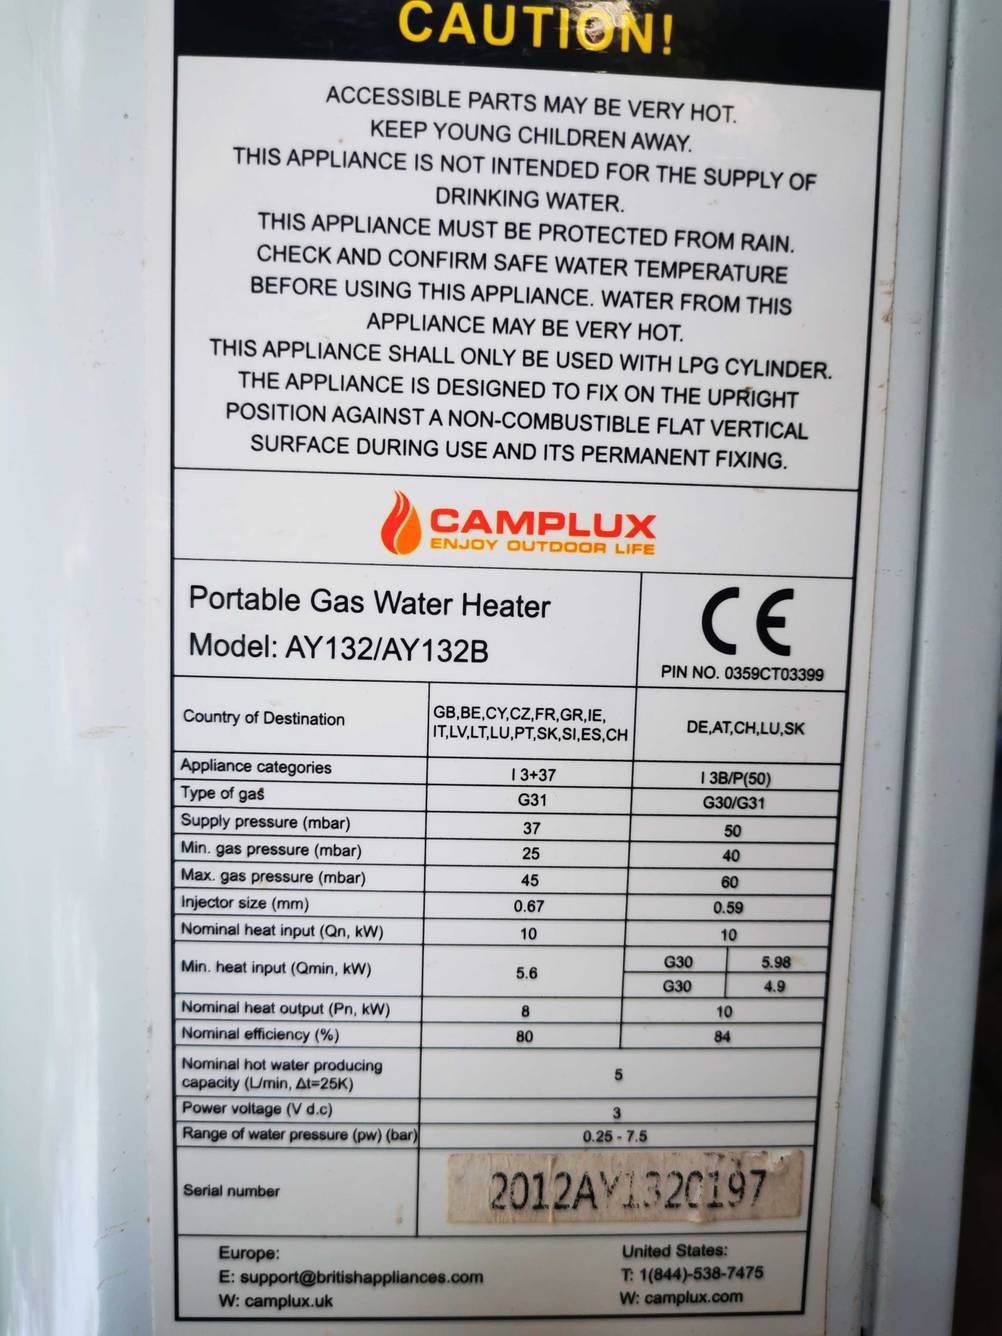 CAUTION!
ACCESSIBLE PARTS MAY BE VERY HOT.
KEEP YOUNG CHILDREN AWAY.
THIS APPLIANCE IS NOT INTENDED FOR THE SUPPLY OF
DRINKING WATER.
THIS APPLIANCE MUST BE PROTECTED FROM RAIN.
CHECK AND CONFIRM SAFE WATER TEMPERATURE
BEFORE USING THIS APPLIANCE. WATER FROM THIS
APPLIANCE MAY BE VERY HOT.
THIS APPLIANCE SHALL ONLY BE USED WITH LPG CYLINDER.
THE APPLIANCE IS DESIGNED TO FIX ON THE UPRIGHT
POSITION AGAINST A NON-COMBUSTIBLE FLAT VERTICAL
SURFACE DURING USE AND ITS PERMANENT FIXING.
CAMPLUX
ENJOY OUTDOOR LIFE
Portable Gas Water Heater
Model: AY132/AY132B
CE
PIN NO. 0359CT03399
Country of Destination
GB,BE,CY,CZ,FR,GR,IE,
IT,LV,LT,LU,PT,SK,SI,ES,CH
DE,AT,CH,LU,SK
Appliance categories I 3+37 I 3B/P(50)
Type of gas G31 G30/G31
Supply pressure (mbar) 37 50
Min. gas pressure (mbar) 25 40
Max. gas pressure (mbar) 45 60
Injector size (mm) 0.67 0.59
Nominal heat input (Qn, kW) 10 10
Min. heat input (Qmin, kW) 5.6
G30 5.98
G30 4.9
Nominal heat output (Pn, kW) 8 10
Nominal efficiency (%) 80 84
Nominal hot water producing
capacity (L/min, Δt=25K)
5
Power voltage (V d.c) 3
Range of water pressure (pw) (bar) 0.25 - 7.5
Serial number 2012AY1320197
Europe:
E: support@britishappliances.com
W: camplux.uk
United States:
T: 1(844)-538-7475
W: camplux.com